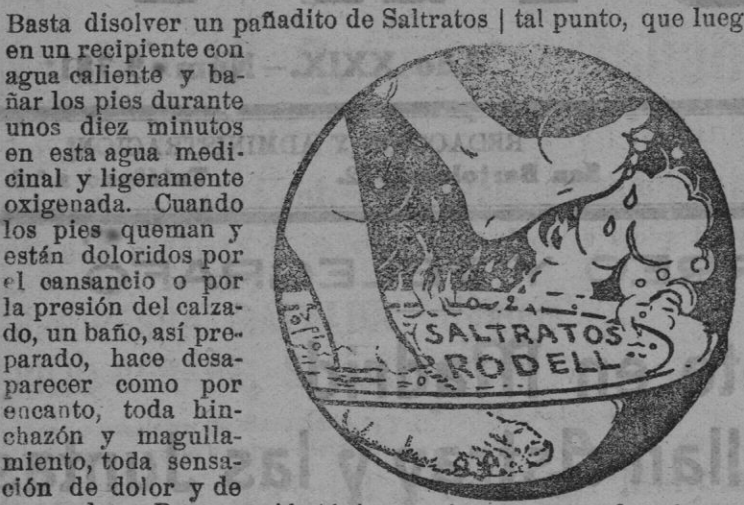 Basta disolver un pañadito de Saltratos | tal punto, que lueg
en un recipiente con
agua caliente y ba-
ñar los pies durante
unos diez minutos
en esta agua medi-
cinal y ligeramente
oxigenada. Cuando
los pies queman y
están doloridos por
el cansancio o por
la presión del calza-
do, un baño, así pre-
parado, hace desa-
parecer como por
encanto, toda hin-
chazón y magulla-
miento, toda sensa-
ción de dolor y de
SALTRATOS
RODELL